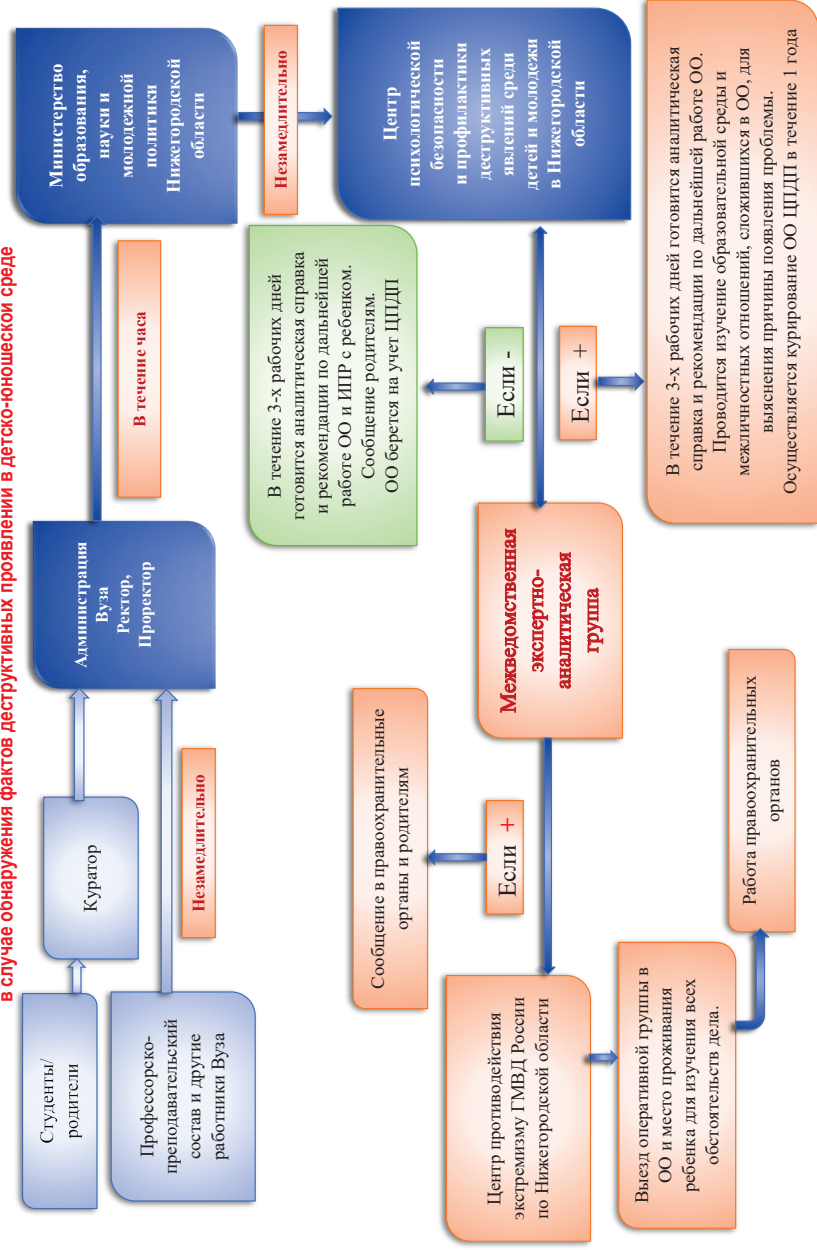 в случае обнаружения фактов деструктивных проявлений в детско-юношеской среде
Студенты/
родители
Куратор
Профессорско-
преподавательский
состав и другие
работники Вуза
Незамедлительно
Администрация
Вуза
Ректор,
Проректор
В течение часа
Министерство
образования,
науки и
молодежной
политики
Нижегородской
области
Незамедлительно
Центр
психологической
безопасности
и профилактики
деструктивных
явлений среди
детей и молодежи
в Нижегородской
области
В течение 3-х рабочих дней
готовится аналитическая справка
и рекомендации по дальнейшей
работе ОО и ИПР с ребенком.
Сообщение родителям.
ОО берется на учет ЦПДП
Если -
Если +
В течение 3-х рабочих дней готовится аналитическая
справка и рекомендации по дальнейшей работе ОО.
Проводится изучение образовательной среды и
межличностных отношений, сложившихся в ОО, для
выяснения причины появления проблемы.
Осуществляется курирование ОО ЦПДП в течение 1 года
Межведомственная
экспертно-
аналитическая
группа
Сообщение в правоохранительные
органы и родителям
Если +
Центр противодействия
экстремизму ГМВД России
по Нижегородской области
Выезд оперативной группы в
ОО и место проживания
ребенка для изучения всех
обстоятельств дела.
Работа правоохранительных
органов